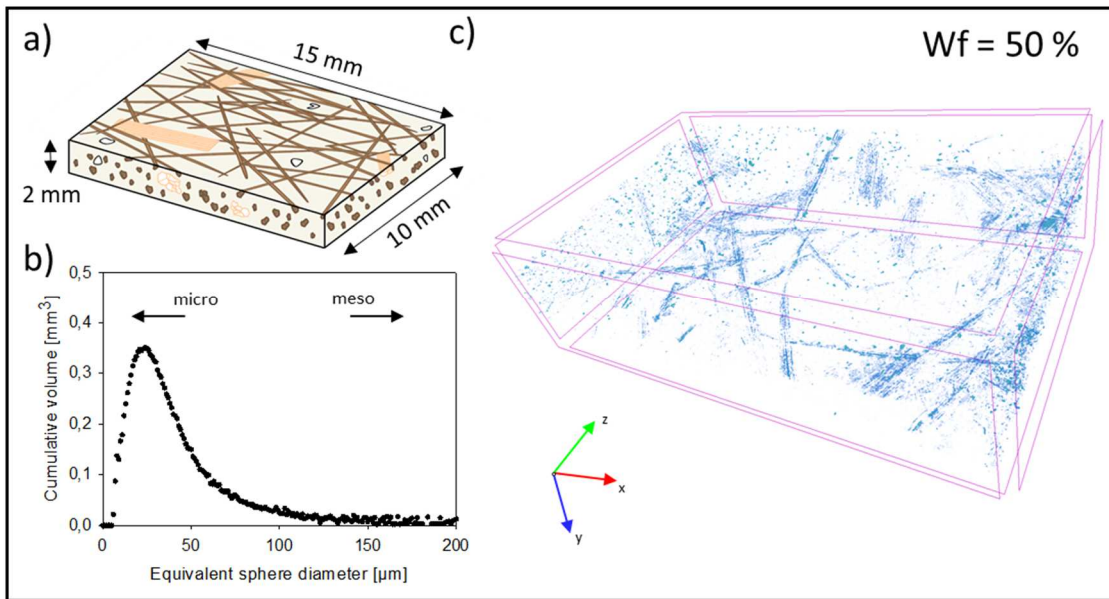 a)
15 mm
2 mm
10 mm
b)
0,5
0,4
0,3
0,2
0,1
0,0
Cumulative volume [mm³]
micro
meso
0
50
100
150
200
Equivalent sphere diameter [µm]
c)
Wf = 50 %
z
x
y